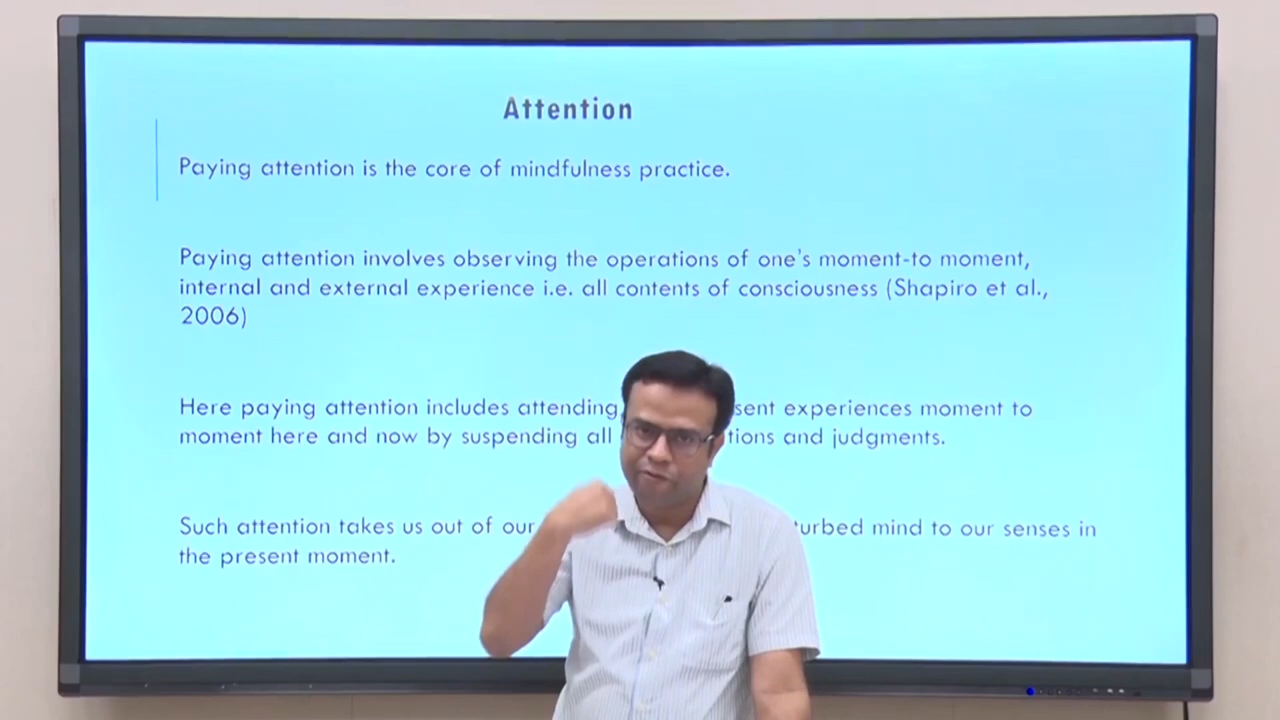 Attention
Paying attention is the core of mindfulness practice.
Paying attention involves observing the operations of one's moment-to moment,
internal and external experience i.e. all contents of consciousness (Shapiro et al.,
2006)
Here paying attention includes attending experiences moment to
moment here and now by suspending all and judgments.
Such attention takes us out of our mind to our senses in
the present moment.